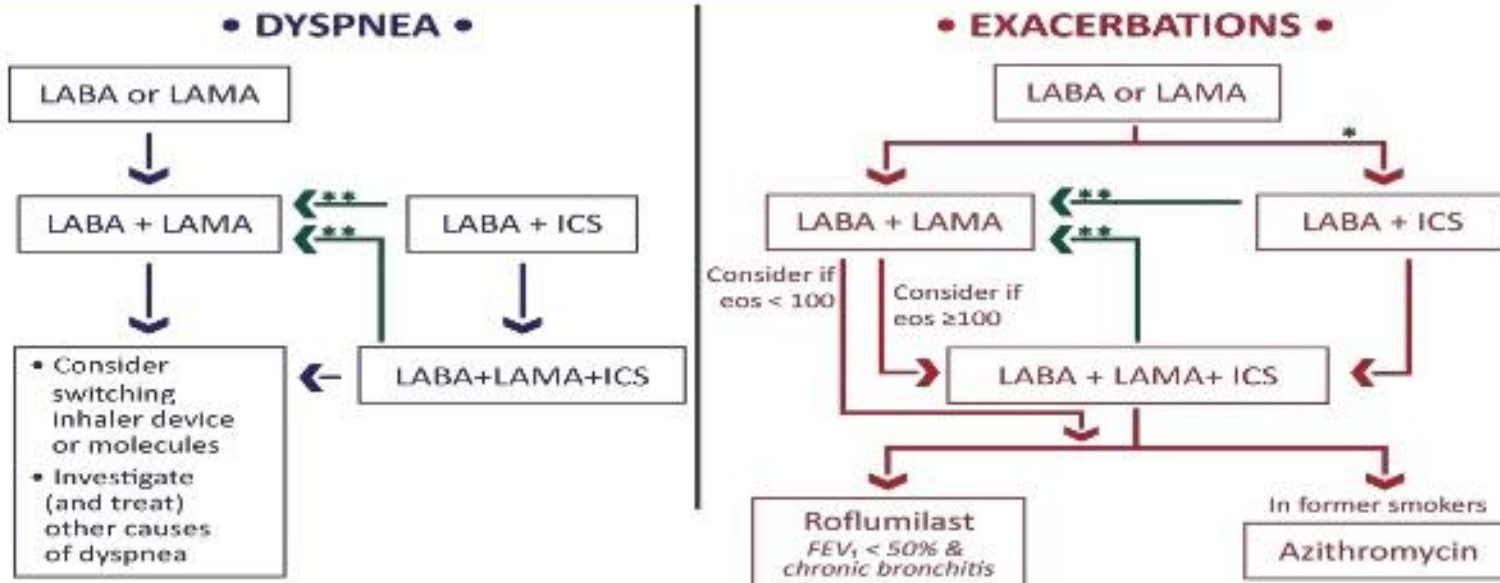 • DYSPNEA •
LABA or LAMA
LABA + LAMA
**
**
LABA + ICS
LABA+LAMA+ICS
• Consider
switching
inhaler device
or molecules
• Investigate
(and treat)
other causes
of dyspnea
• EXACERBATIONS •
LABA or LAMA
*
LABA + LAMA
**
**
LABA + ICS
Consider if
eos < 100
Consider if
eos ≥100
LABA + LAMA+ ICS
Roflumilast
FEV₁ < 50% &
chronic bronchitis
In former smokers
Azithromycin